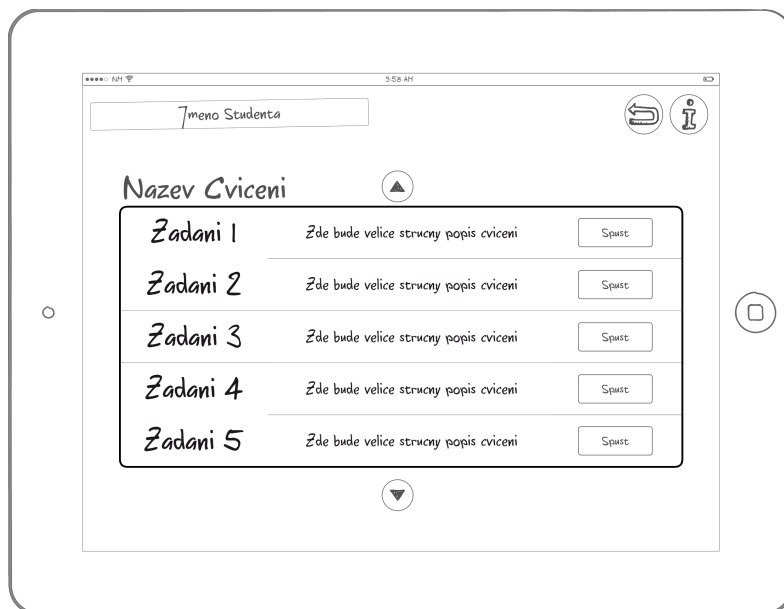 NM 9:58 AM
Jmeno Studenta
Nazev Cviceni
Zadani 1 Zde bude velice strucny popis cviceni Spust
Zadani 2 Zde bude velice strucny popis cviceni Spust
Zadani 3 Zde bude velice strucny popis cviceni Spust
Zadani 4 Zde bude velice strucny popis cviceni Spust
Zadani 5 Zde bude velice strucny popis cviceni Spust